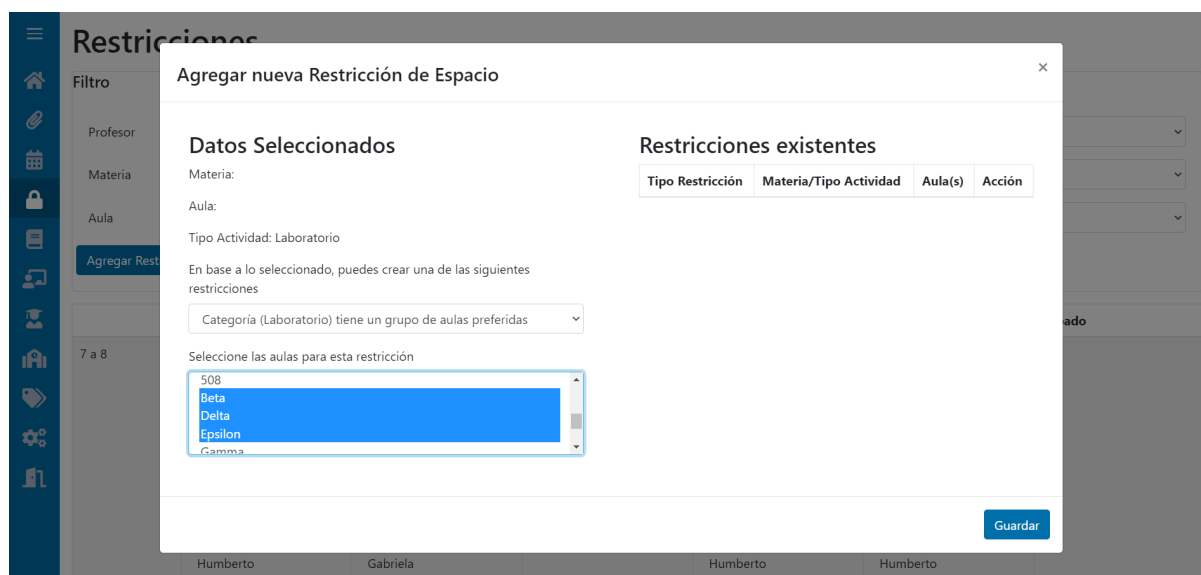 Restricciones
Filtro
Profesor
Materia
Aula
Agregar Rest
7 a 8
ado
Humberto
Gabriela
Humberto
Humberto
Agregar nueva Restricción de Espacio
×
Datos Seleccionados
Materia:
Aula:
Tipo Actividad: Laboratorio
En base a lo seleccionado, puedes crear una de las siguientes
restricciones
Categoría (Laboratorio) tiene un grupo de aulas preferidas
Seleccione las aulas para esta restricción
508
Beta
Delta
Epsilon
Gamma
Restricciones existentes
Tipo Restricción Materia/Tipo Actividad Aula(s) Acción
Guardar